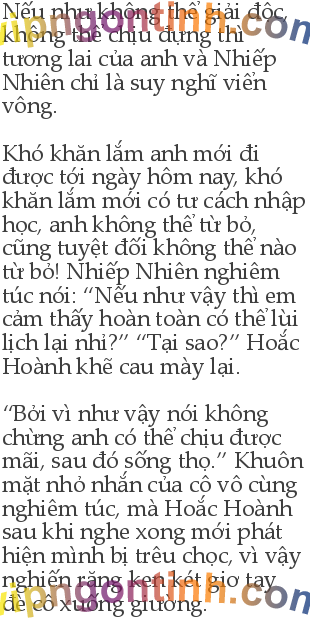 Nếu như không thể giải độc,
không thể chịu đựng thì
tương lai của anh và Nhiếp
Nhiên chỉ là suy nghĩ viển
vông.

Khó khăn lắm anh mới đi
được tới ngày hôm nay, khó
khăn lắm mới có tư cách nhập
học, anh không thể từ bỏ,
cũng tuyệt đối không thể nào
từ bỏ! Nhiếp Nhiên nghiêm
túc nói: “Nếu như vậy thì em
cảm thấy hoàn toàn có thể lùi
lịch lại nhỉ?” “Tại sao?” Hoắc
Hoành khẽ cau mày lại.

“Bởi vì như vậy nói không
chừng anh có thể chịu được
mãi, sau đó sống thọ.” Khuôn
mặt nhỏ nhắn của cô vô cùng
nghiêm túc, mà Hoắc Hoành
sau khi nghe xong mới phát
hiện mình bị trêu chọc, vì vậy
nghiến răng ken két giơ tay
đè cô xuống giường.
vipngontinh.com
vipngontinh.com